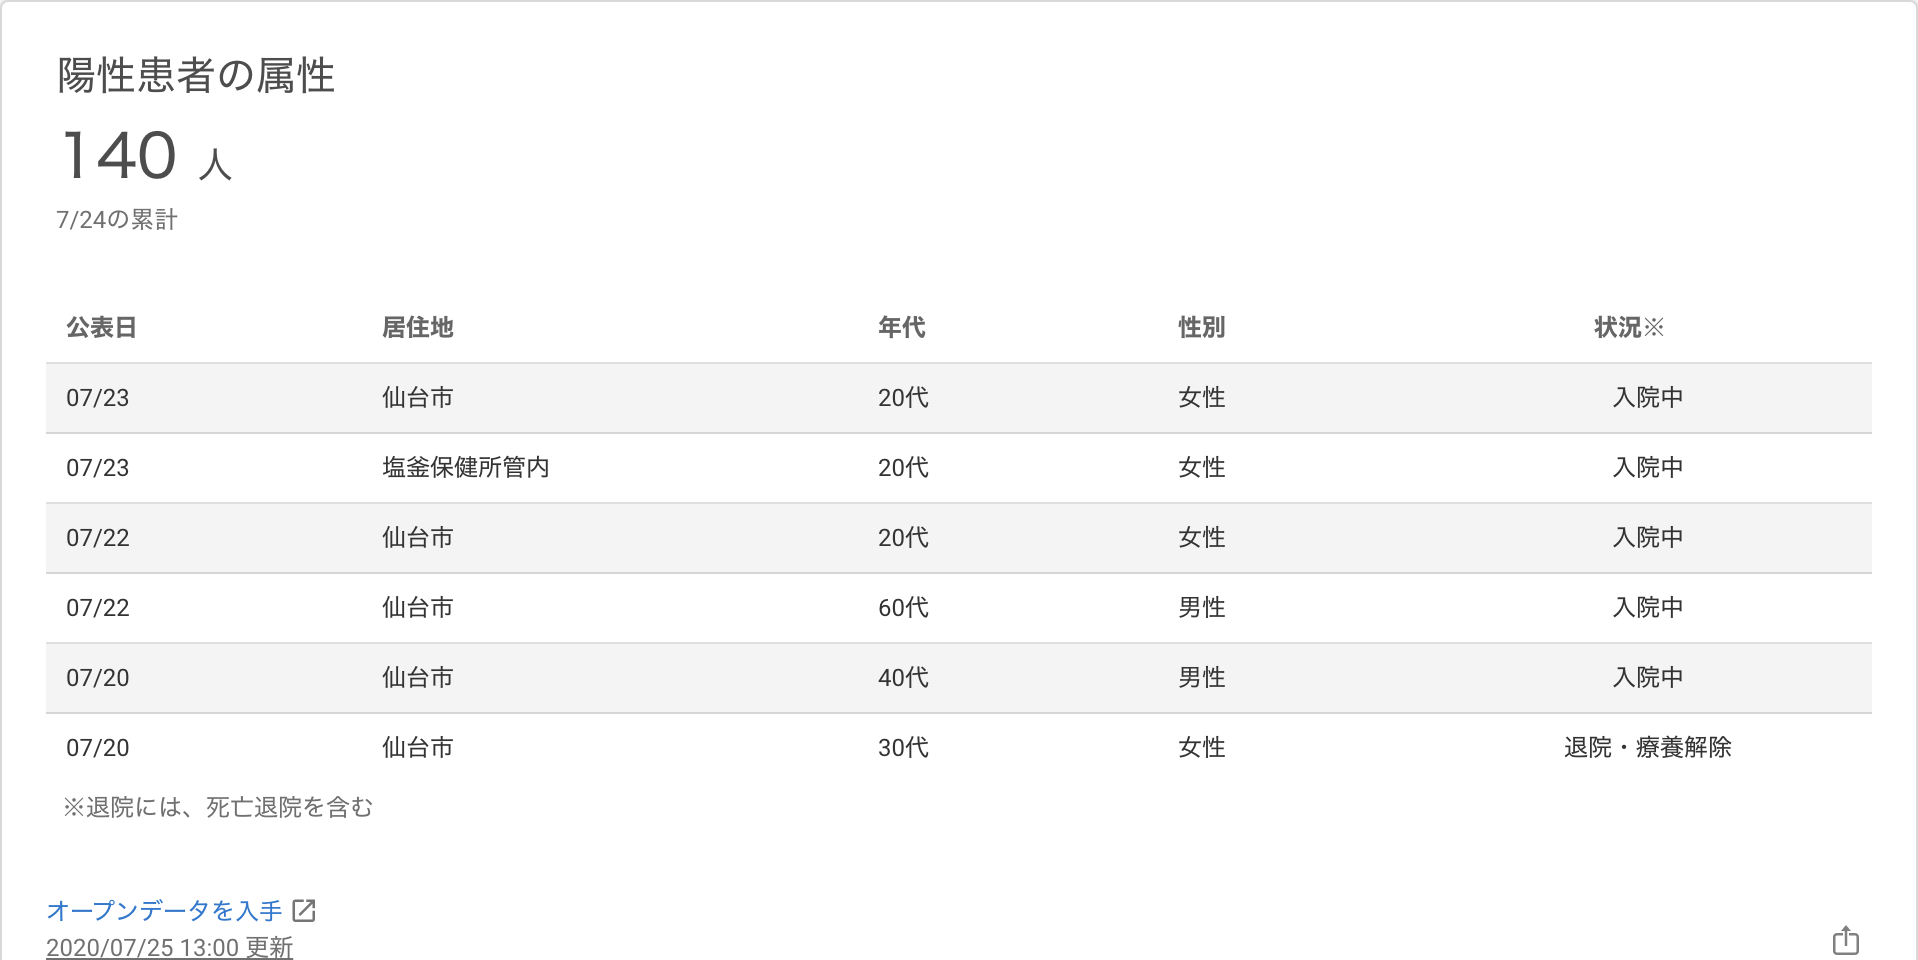 陽性患者の属性
140 人
7/24の累計
公表日 居住地 年代 性別 状況※
07/23 仙台市 20代 女性 入院中
07/23 塩釜保健所管内 20代 女性 入院中
07/22 仙台市 20代 女性 入院中
07/22 仙台市 60代 男性 入院中
07/20 仙台市 40代 男性 入院中
07/20 仙台市 30代 女性 退院・療養解除
※退院には、死亡退院を含む
オープンデータを入手
2020/07/25 13:00 更新